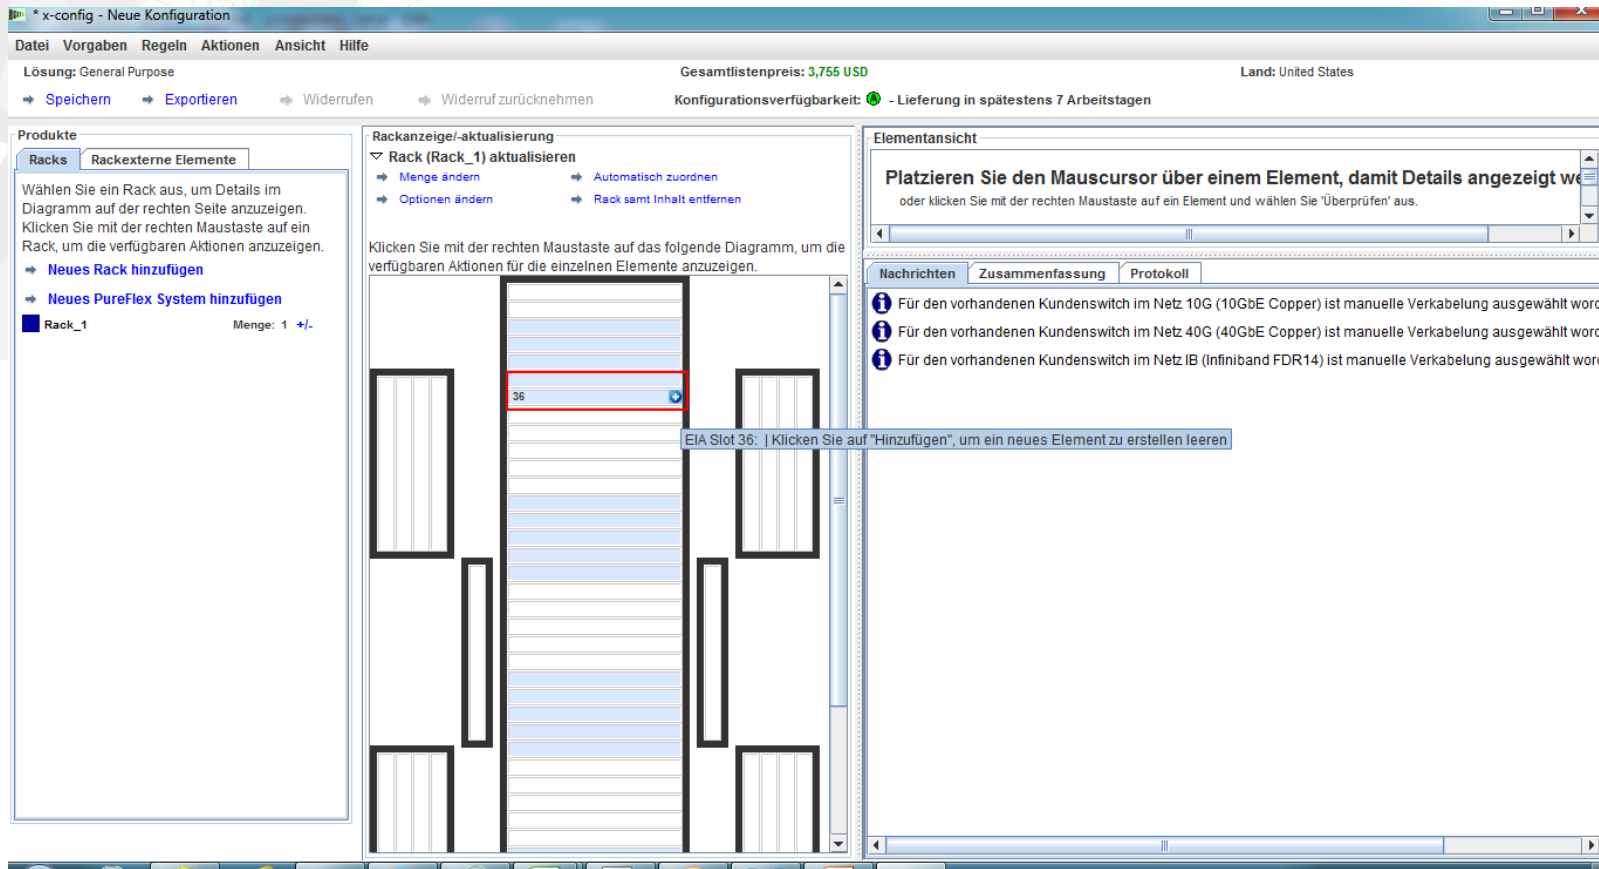 * x-config - Neue Konfiguration
Datei Vorgaben Regeln Aktionen Ansicht Hilfe
Lösung: General Purpose
Gesamtlistenpreis: 3,755 USD
Land: United States
Speichern Exportieren Widerrufen Widerruf zurücknehmen
Konfigurationsverfügbarkeit: A - Lieferung in spätestens 7 Arbeitstagen
Produkte
Racks Rackexterne Elemente
Wählen Sie ein Rack aus, um Details im
Diagramm auf der rechten Seite anzuzeigen.
Klicken Sie mit der rechten Maustaste auf ein
Rack, um die verfügbaren Aktionen anzuzeigen.
Neues Rack hinzufügen
Neues PureFlex System hinzufügen
Rack_1 Menge: 1 +/-
Rackanzeige/-aktualisierung
Rack (Rack_1) aktualisieren
Menge ändern Automatisch zuordnen
Optionen ändern Rack samt Inhalt entfernen
Klicken Sie mit der rechten Maustaste auf das folgende Diagramm, um die
verfügbaren Aktionen für die einzelnen Elemente anzuzeigen.
36
EIA Slot 36: | Klicken Sie auf "Hinzufügen", um ein neues Element zu erstellen leeren
Elementansicht
Platzieren Sie den Mauscursor über einem Element, damit Details angezeigt we
oder klicken Sie mit der rechten Maustaste auf ein Element und wählen Sie 'Überprüfen' aus.
Nachrichten Zusammenfassung Protokoll
Für den vorhandenen Kundenswitch im Netz 10G (10GbE Copper) ist manuelle Verkabelung ausgewählt word
Für den vorhandenen Kundenswitch im Netz 40G (40GbE Copper) ist manuelle Verkabelung ausgewählt word
Für den vorhandenen Kundenswitch im Netz IB (Infiniband FDR14) ist manuelle Verkabelung ausgewählt word